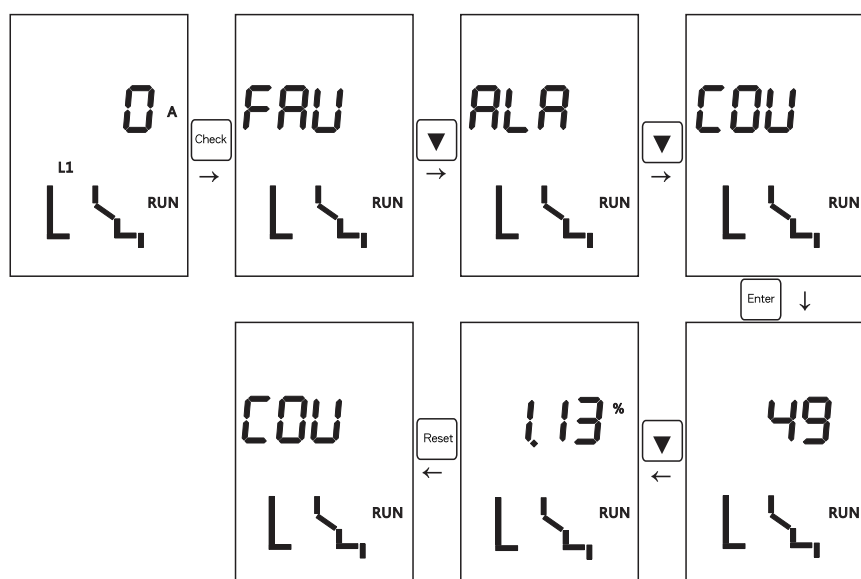 0 A
L1
RUN
Check
→
FAU
RUN
▼
→
ALA
RUN
▼
→
COU
RUN
Enter ↓
49
RUN
▼
←
1.13 %
RUN
Reset
←
COU
RUN